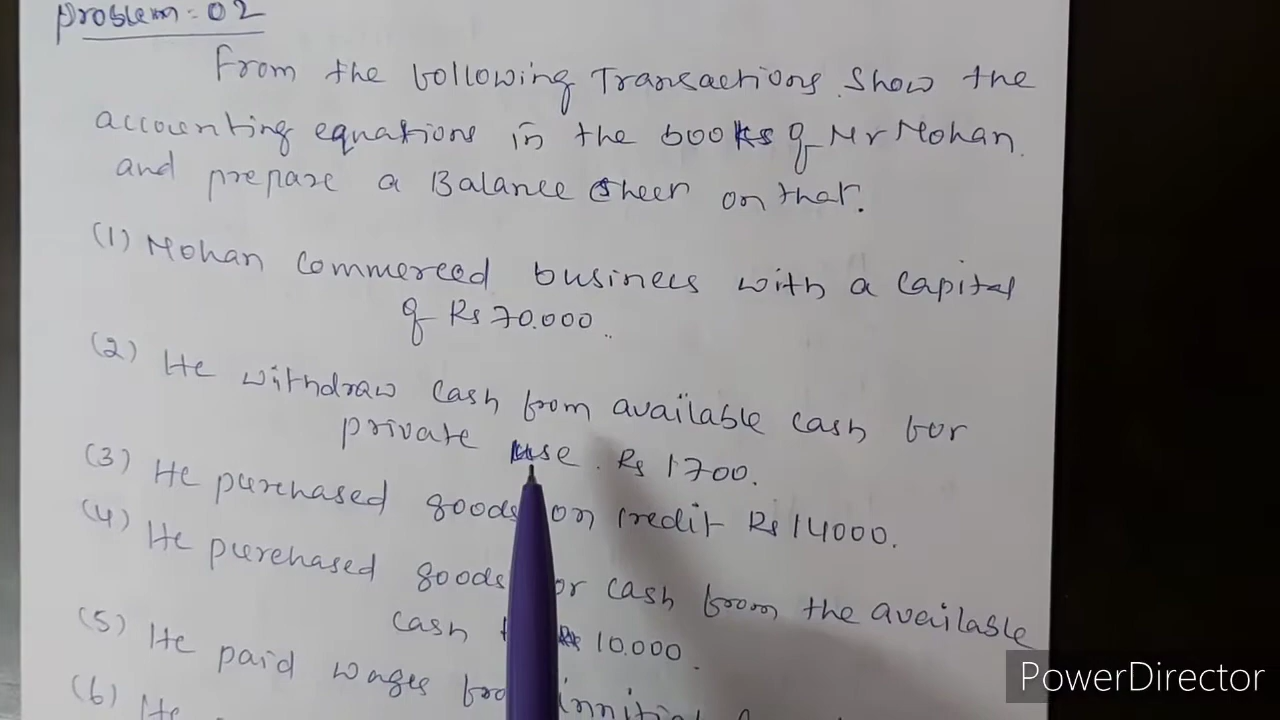 Problem:02
From the following Transactions. Show the
accounting equations in the books of Mr Mohan.
and prepare a Balance Sheet on that.
(1) Mohan commerced business with a capital
of Rs 70.000..
(2) He withdraw cash from available cash for
private use. Rs 1700.
(3) He purchased goods on credit Rs 14000.
(4) He purchased goods for cash from the available
cash Rs 10.000.
(5) He paid wages
(6) He
PowerDirector